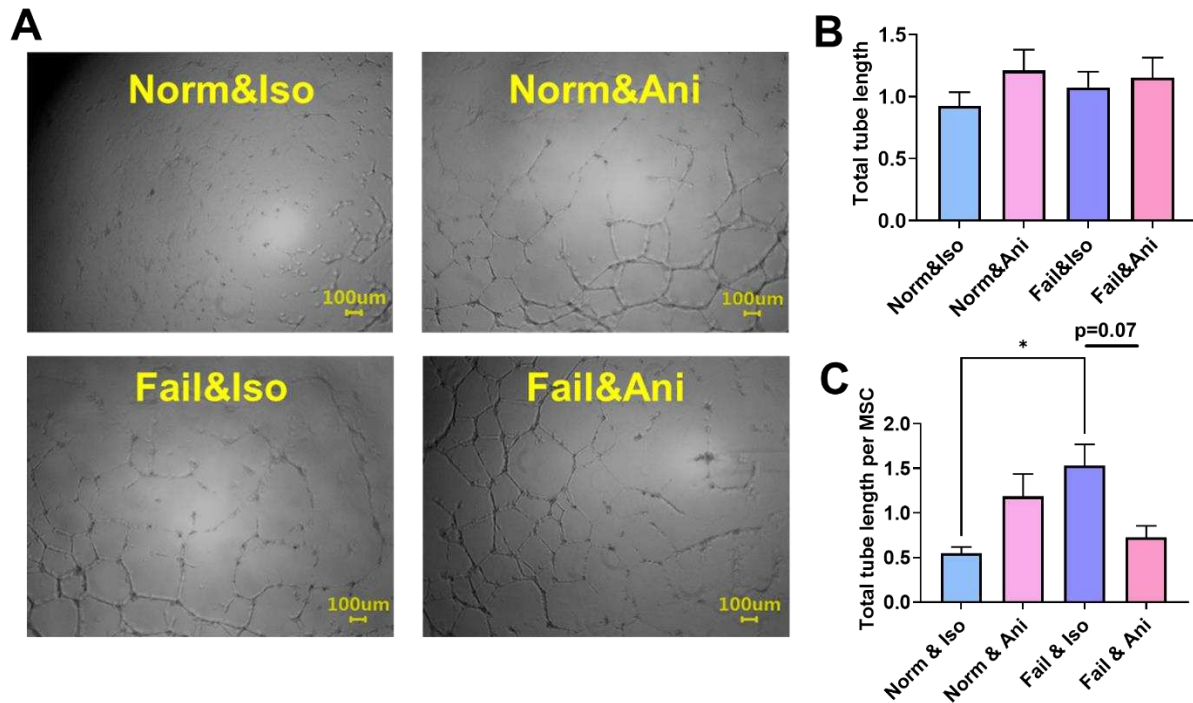 A
Norm&Iso
100um
Norm&Ani
100um
Fail&Iso
100um
Fail&Ani
100um
B
Total tube length
1.5
1.0
0.5
0.0
Norm&Iso
Norm&Ani
Fail&Iso
Fail&Ani
C
Total tube length per MSC
*
p=0.07
2.0
1.5
1.0
0.5
0.0
Norm & Iso
Norm & Ani
Fail & Iso
Fail & Ani